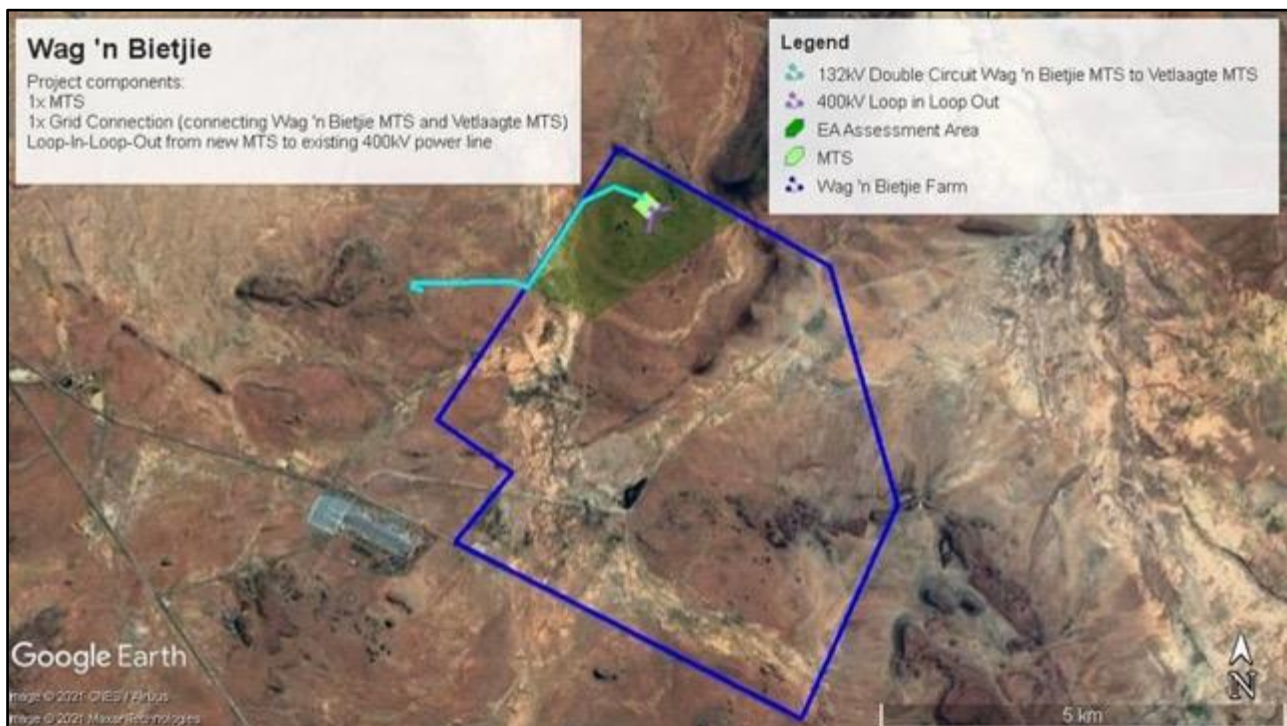 Wag 'n Bietjie
Project components:
1x MTS
1x Grid Connection (connecting Wag 'n Bietjie MTS and Vetlaagte MTS)
Loop-In-Loop-Out from new MTS to existing 400kV power line
Legend
132kV Double Circuit Wag 'n Bietjie MTS to Vetlaagte MTS
400kV Loop in Loop Out
EA Assessment Area
MTS
Wag 'n Bietjie Farm
Google Earth
Image © 2021 CNES / Airbus
Image © 2021 Maxar Technologies
N
5 km